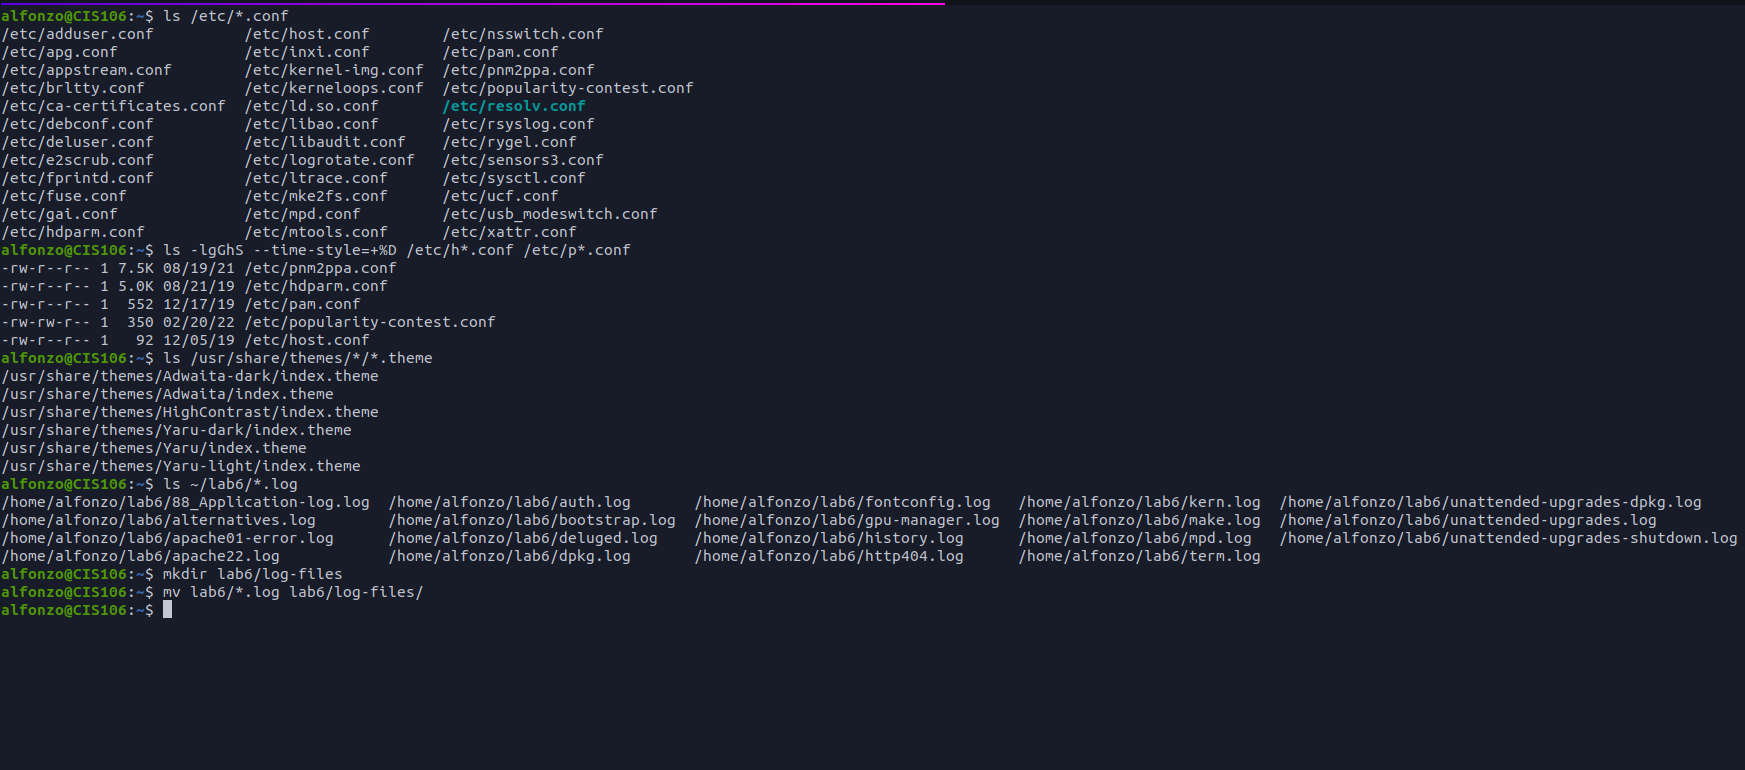 alfonzo@CIS106:~$ ls /etc/*.conf
/etc/adduser.conf          /etc/host.conf        /etc/nsswitch.conf
/etc/apg.conf              /etc/inxi.conf        /etc/pam.conf
/etc/appstream.conf        /etc/kernel-img.conf  /etc/pnm2ppa.conf
/etc/brltty.conf           /etc/kerneloops.conf  /etc/popularity-contest.conf
/etc/ca-certificates.conf  /etc/ld.so.conf       /etc/resolv.conf
/etc/debconf.conf          /etc/libao.conf       /etc/rsyslog.conf
/etc/deluser.conf          /etc/libaudit.conf    /etc/rygel.conf
/etc/e2scrub.conf          /etc/logrotate.conf   /etc/sensors3.conf
/etc/fprintd.conf          /etc/ltrace.conf      /etc/sysctl.conf
/etc/fuse.conf             /etc/mke2fs.conf      /etc/ucf.conf
/etc/gai.conf              /etc/mpd.conf         /etc/usb_modeswitch.conf
/etc/hdparm.conf           /etc/mtools.conf      /etc/xattr.conf
alfonzo@CIS106:~$ ls -lgGhS --time-style=+%D /etc/h*.conf /etc/p*.conf
-rw-r--r-- 1 7.5K 08/19/21 /etc/pnm2ppa.conf
-rw-r--r-- 1 5.0K 08/21/19 /etc/hdparm.conf
-rw-r--r-- 1  552 12/17/19 /etc/pam.conf
-rw-rw-r-- 1  350 02/20/22 /etc/popularity-contest.conf
-rw-r--r-- 1   92 12/05/19 /etc/host.conf
alfonzo@CIS106:~$ ls /usr/share/themes/*/*.theme
/usr/share/themes/Adwaita-dark/index.theme
/usr/share/themes/Adwaita/index.theme
/usr/share/themes/HighContrast/index.theme
/usr/share/themes/Yaru-dark/index.theme
/usr/share/themes/Yaru/index.theme
/usr/share/themes/Yaru-light/index.theme
alfonzo@CIS106:~$ ls ~/lab6/*.log
/home/alfonzo/lab6/88_Application-log.log  /home/alfonzo/lab6/auth.log       /home/alfonzo/lab6/fontconfig.log   /home/alfonzo/lab6/kern.log  /home/alfonzo/lab6/unattended-upgrades-dpkg.log
/home/alfonzo/lab6/alternatives.log        /home/alfonzo/lab6/bootstrap.log  /home/alfonzo/lab6/gpu-manager.log  /home/alfonzo/lab6/make.log  /home/alfonzo/lab6/unattended-upgrades.log
/home/alfonzo/lab6/apache01-error.log      /home/alfonzo/lab6/deluged.log    /home/alfonzo/lab6/history.log      /home/alfonzo/lab6/mpd.log   /home/alfonzo/lab6/unattended-upgrades-shutdown.log
/home/alfonzo/lab6/apache22.log            /home/alfonzo/lab6/dpkg.log       /home/alfonzo/lab6/http404.log      /home/alfonzo/lab6/term.log
alfonzo@CIS106:~$ mkdir lab6/log-files
alfonzo@CIS106:~$ mv lab6/*.log lab6/log-files/
alfonzo@CIS106:~$